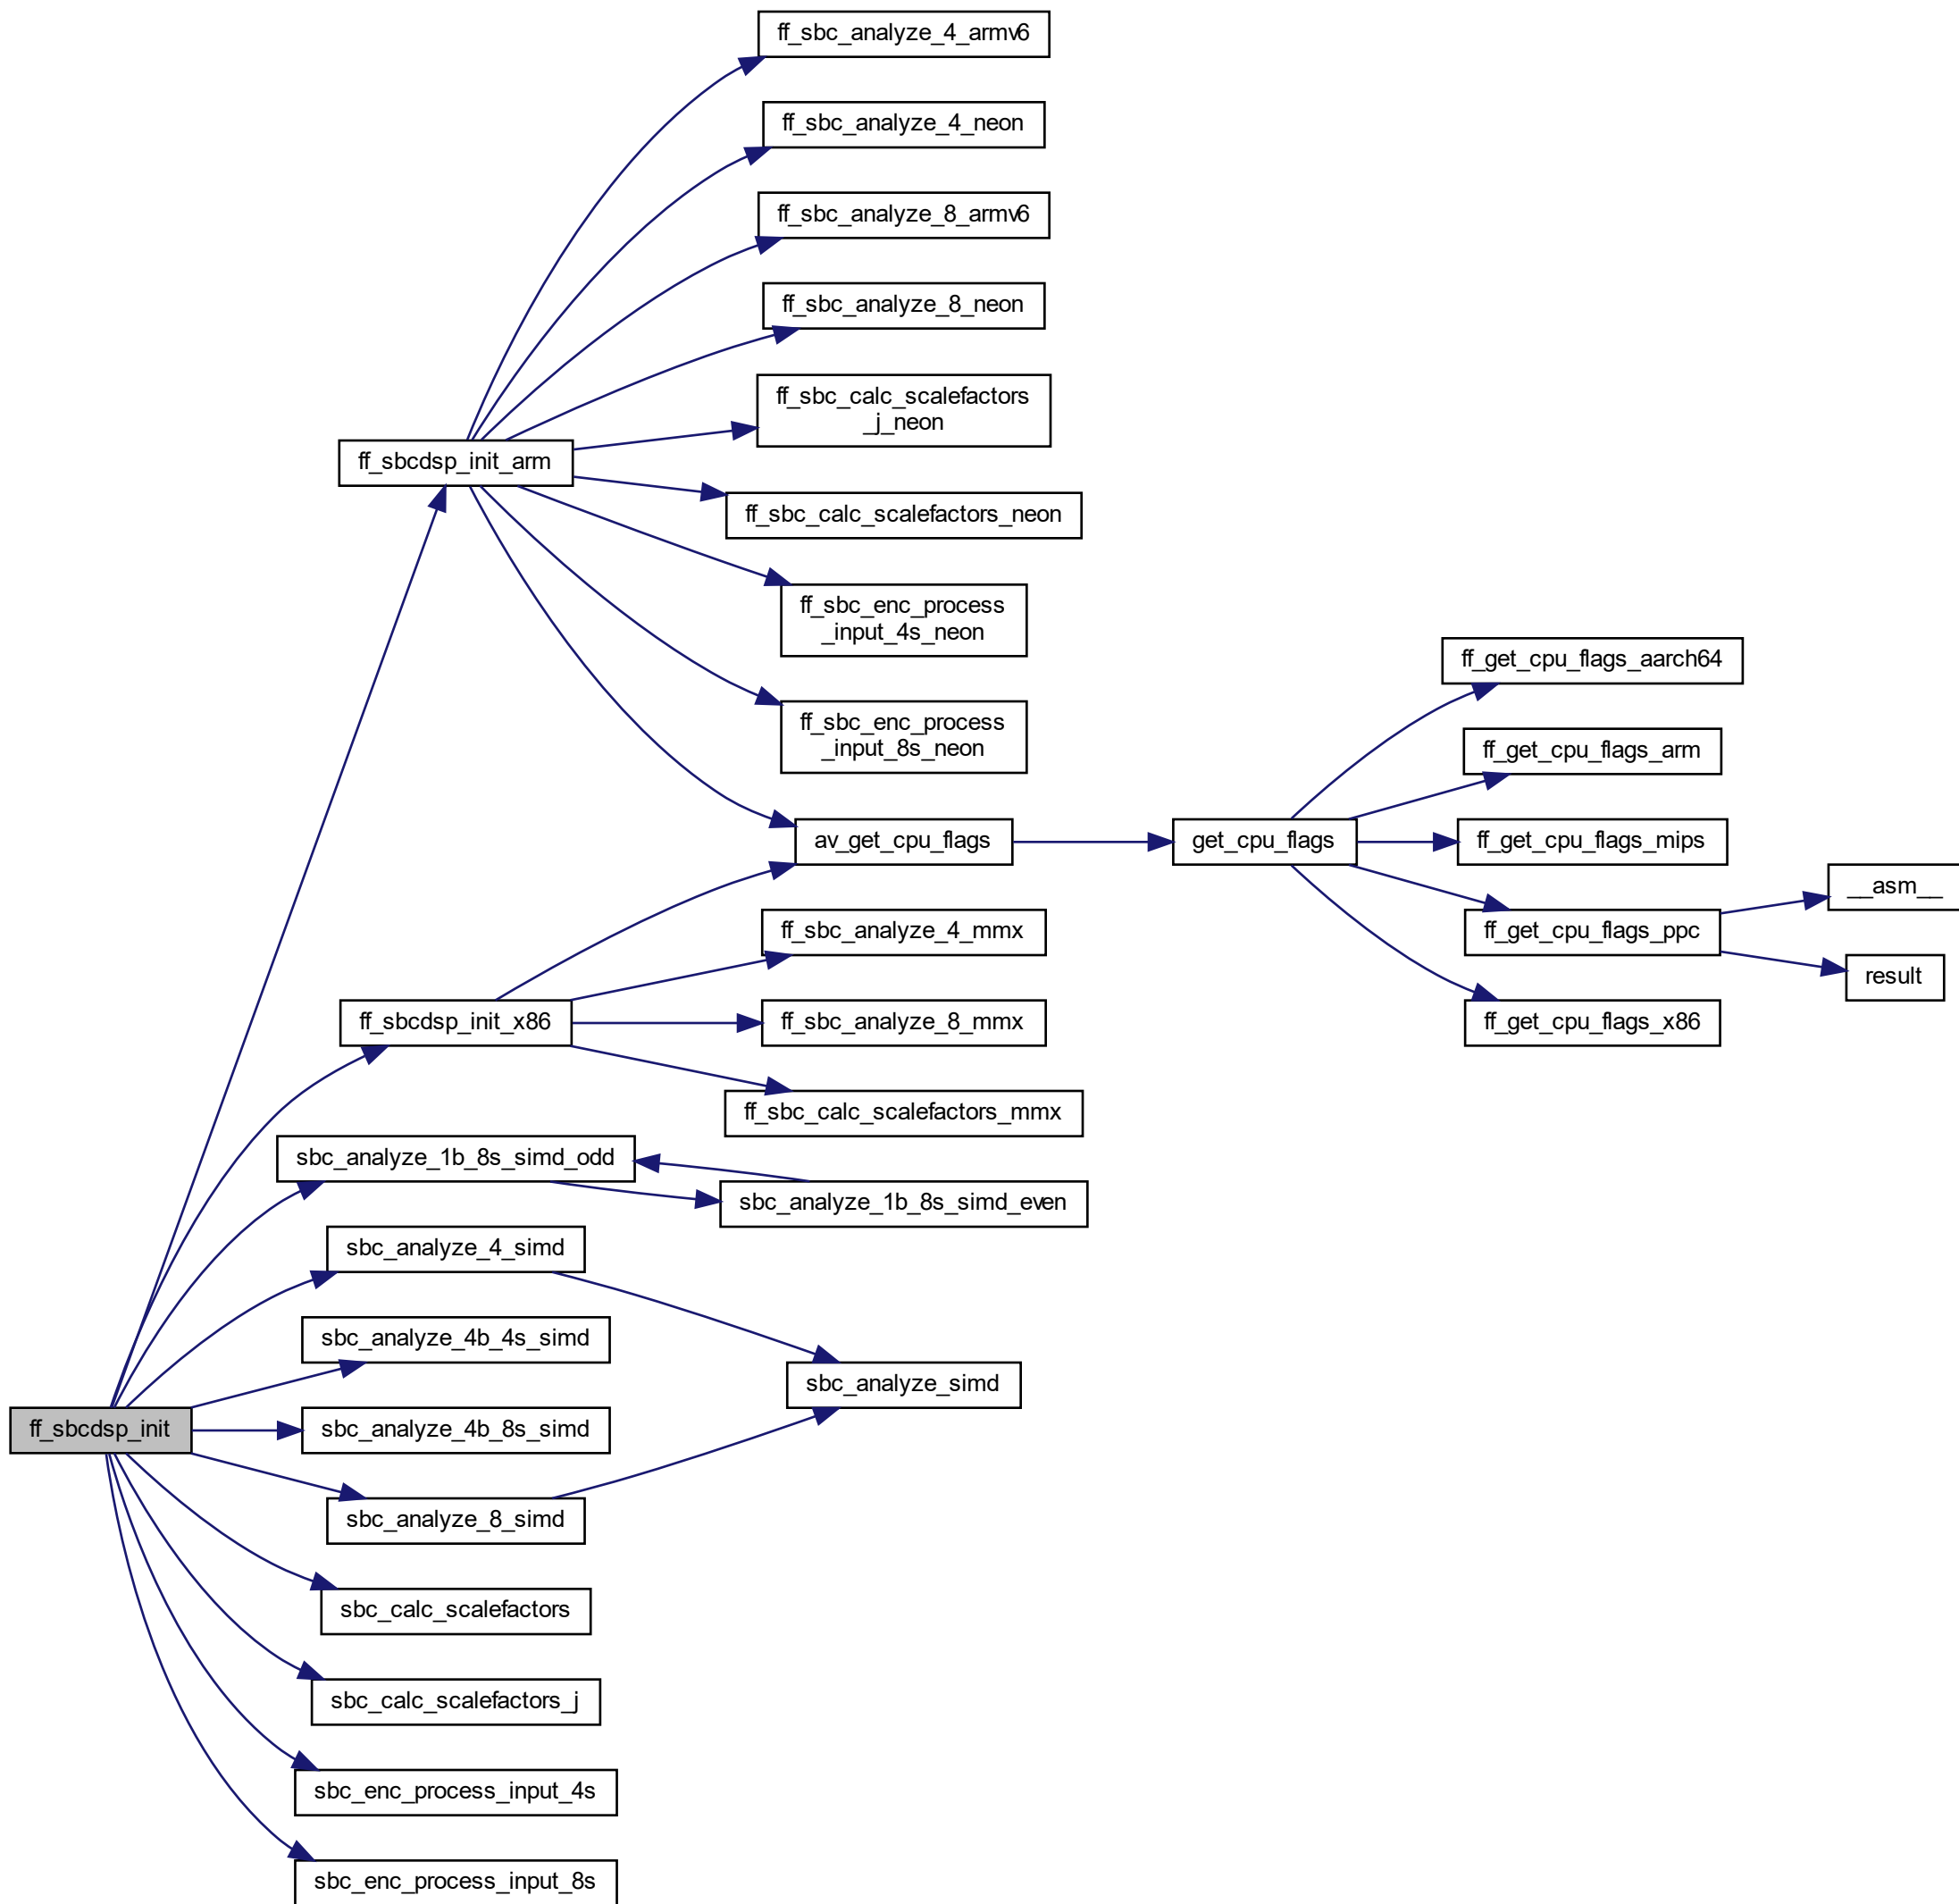 ff_sbc_analyze_4_armv6
ff_sbc_analyze_4_neon
ff_sbc_analyze_8_armv6
ff_sbc_analyze_8_neon
ff_sbc_calc_scalefactors
_j_neon
ff_sbcdsp_init_arm
ff_sbc_calc_scalefactors_neon
ff_sbc_enc_process
_input_4s_neon
ff_get_cpu_flags_aarch64
ff_sbc_enc_process
_input_8s_neon
ff_get_cpu_flags_arm
av_get_cpu_flags
get_cpu_flags
ff_get_cpu_flags_mips
__asm__
ff_sbc_analyze_4_mmx
ff_get_cpu_flags_ppc
result
ff_sbcdsp_init_x86
ff_sbc_analyze_8_mmx
ff_get_cpu_flags_x86
ff_sbc_calc_scalefactors_mmx
sbc_analyze_1b_8s_simd_odd
sbc_analyze_1b_8s_simd_even
sbc_analyze_4_simd
sbc_analyze_4b_4s_simd
sbc_analyze_simd
ff_sbcdsp_init
sbc_analyze_4b_8s_simd
sbc_analyze_8_simd
sbc_calc_scalefactors
sbc_calc_scalefactors_j
sbc_enc_process_input_4s
sbc_enc_process_input_8s